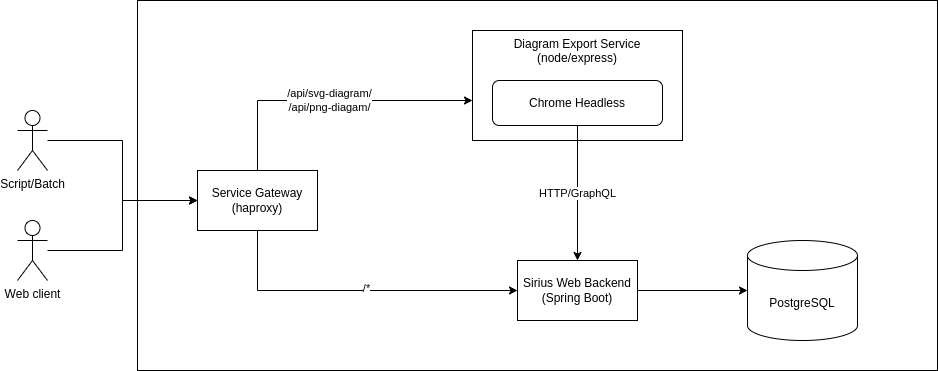 Diagram Export Service
(node/express)
Chrome Headless
/api/svg-diagram/
/api/png-diagam/
Script/Batch
Service Gateway
(haproxy)
HTTP/GraphQL
Web client
/*
Sirius Web Backend
(Spring Boot)
PostgreSQL